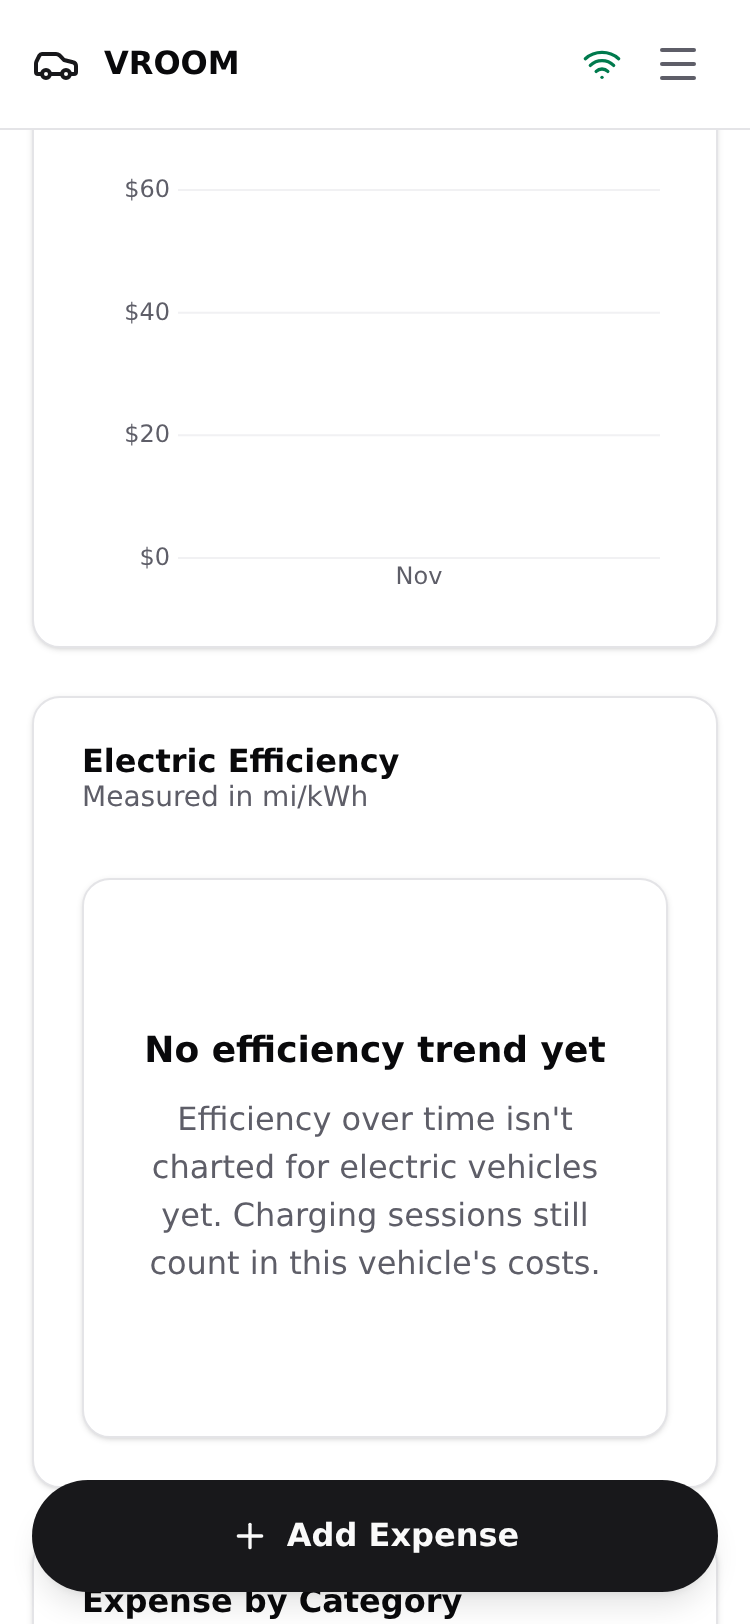 VROOM
$60
$40
$20
$0
Nov
Electric Efficiency
Measured in mi/kWh
No efficiency trend yet
Efficiency over time isn't
charted for electric vehicles
yet. Charging sessions still
count in this vehicle's costs.
Add Expense
Expense by Category